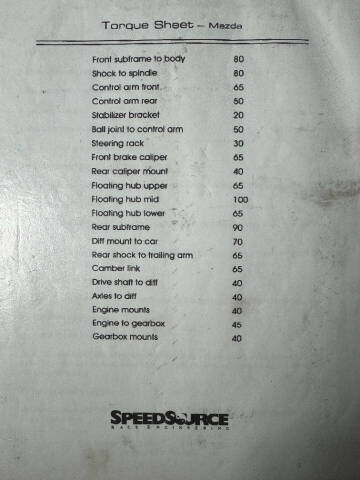 Torque Sheet – Mazda
Front subframe to body 80
Shock to spindle 80
Control arm front 65
Control arm rear 50
Stabilizer bracket 20
Ball joint to control arm 50
Steering rack 30
Front brake caliper 65
Rear caliper mount 40
Floating hub upper 65
Floating hub mid 100
Floating hub lower 65
Rear subframe 90
Diff mount to car 70
Rear shock to trailing arm 65
Camber link 65
Drive shaft to diff 40
Axles to diff 40
Engine mounts 40
Engine to gearbox 45
Gearbox mounts 40
SPEEDSOURCE
RACE ENGINEERING